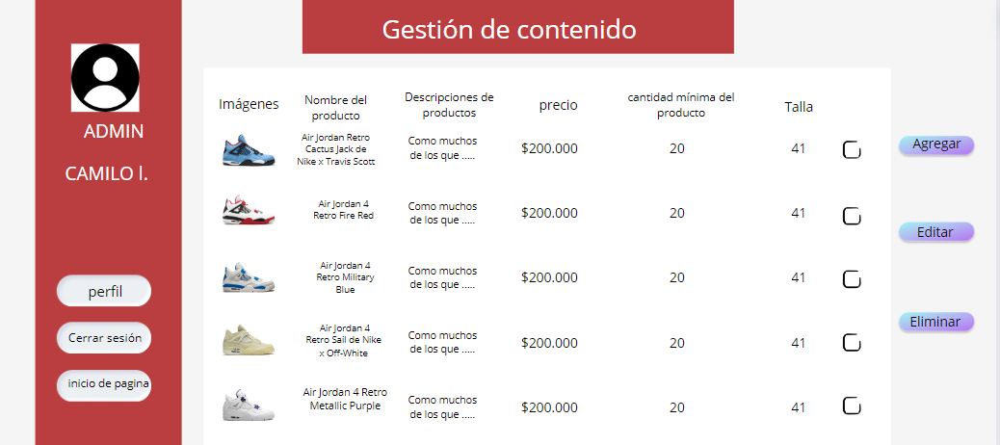 Gestión de contenido
ADMIN
CAMILO l.
perfil
Cerrar sesión
inicio de pagina
Imágenes
Nombre del
producto
Descripciones de
productos
precio
cantidad mínima del
producto
Talla
Air Jordan Retro
Cactus Jack de
Nike x Travis Scott
Como muchos
de los que .....
$200.000
20
41
Air Jordan 4
Retro Fire Red
Como muchos
de los que .....
$200.000
20
41
Air Jordan 4
Retro Military
Blue
Como muchos
de los que .....
$200.000
20
41
Air Jordan 4
Retro Sail de Nike
x Off-White
Como muchos
de los que .....
$200.000
20
41
Air Jordan 4 Retro
Metallic Purple
Como muchos
de los que .....
$200.000
20
41
Agregar
Editar
Eliminar